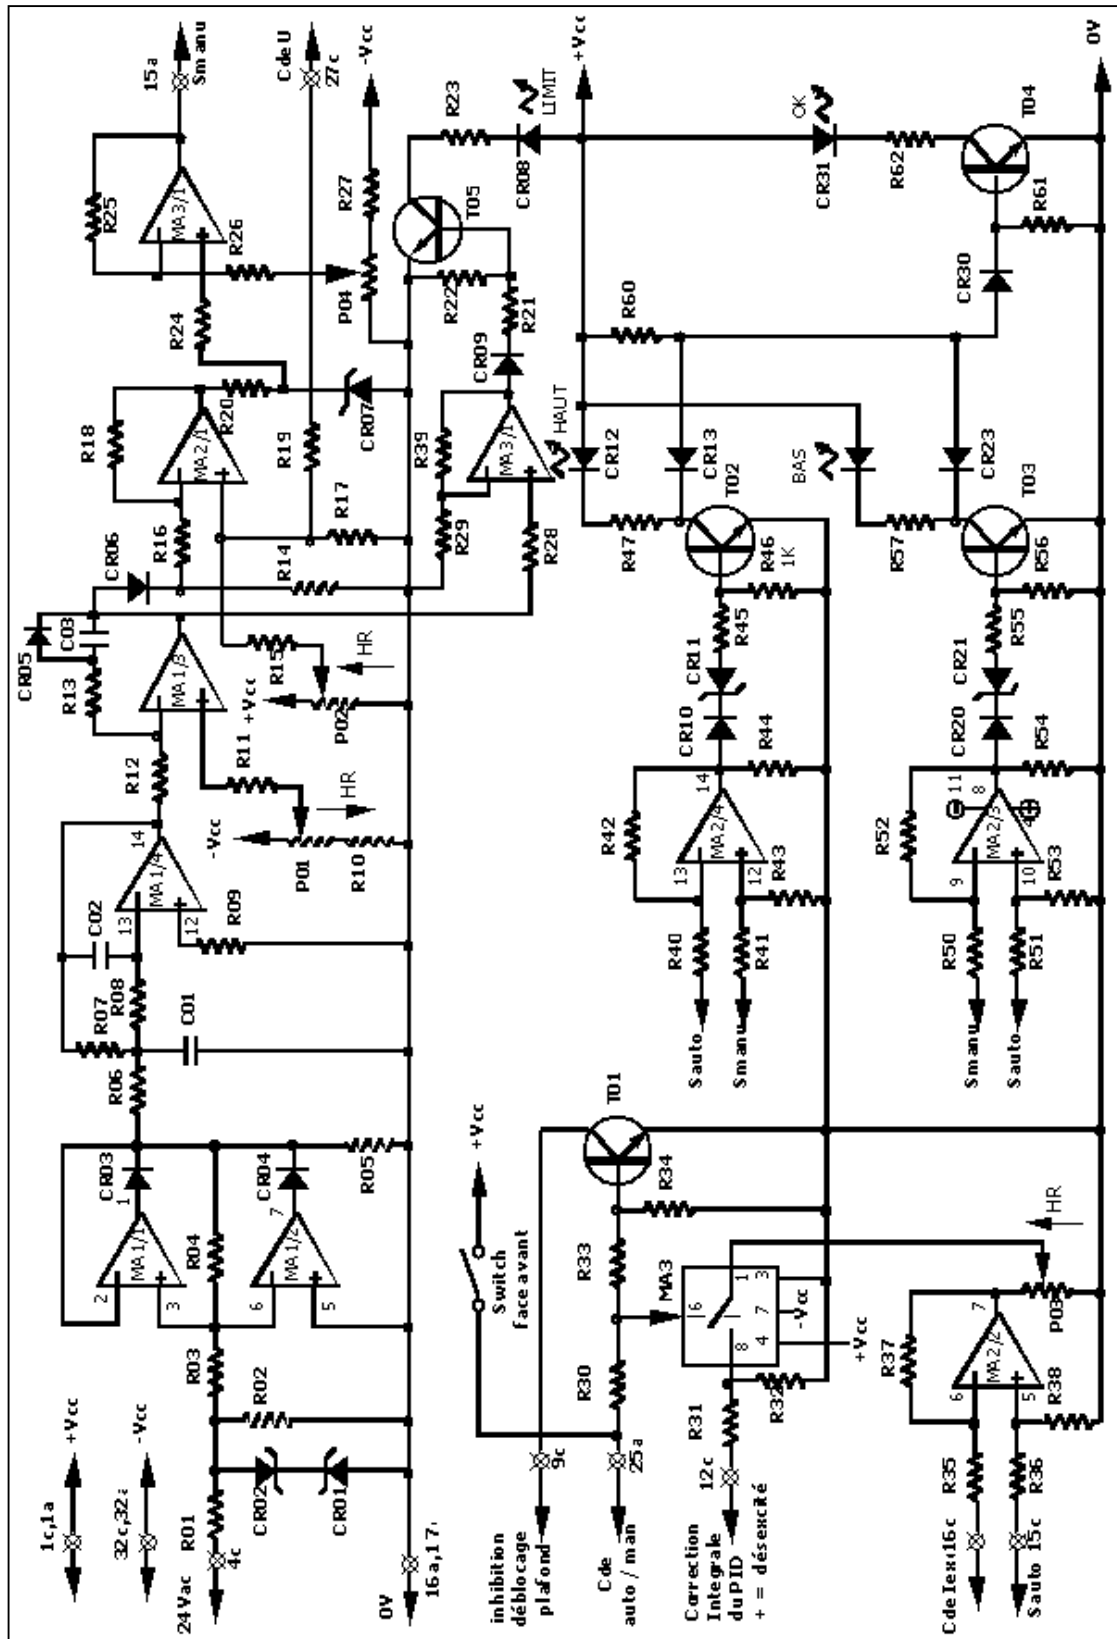 1c,1a
+Vcc
32c,32a
-Vcc
24Vac
4c
R01
CR02
CR01
R02
R03
0V
16a,17
MA1/1
2
3
1
CR03
R04
MA1/2
6
5
7
CR04
R05
R06
R07
R08
C01
C02
MA1/4
13
12
14
R09
R12
-Vcc
P01
R10
HR
R11
R13
CR05
C03
MA1/3
CR06
+Vcc
P02
HR
R15
R14
R16
R18
MA2/1
R17
R19
R20
CR07
R24
R25
MA3/1
R26
15a
Smanu
Cde U
27c
-Vcc
P04
R27
R22
R21
T05
R23
CR08
LIMIT
CR09
R39
R29
MA3/1
R28
+Vcc
inhibition
déblocage
plafond
9c
Cde
auto / man
25a
Switch
face avant
+Vcc
T01
R30
R33
R34
MA3
6
8
1
4
7
3
-Vcc
+Vcc
Correction
Integrale
du PID
+ = désexcité
12c
R31
R32
Cde Iex
16c
Sauto
15c
R35
R36
R37
MA2/2
6
5
7
R38
P03
HR
Sauto
Smanu
R40
R41
R42
MA2/4
13
12
14
R43
R44
CR10
CR11
R45
R46
1K
T02
R47
CR12
HAUT
CR13
R60
Smanu
Sauto
R50
R51
R52
MA2/3
9
10
8
11
4
R53
R54
CR20
CR21
R55
R56
T03
R57
BAS
CR23
CR30
R61
T04
R62
CR31
OK
0V